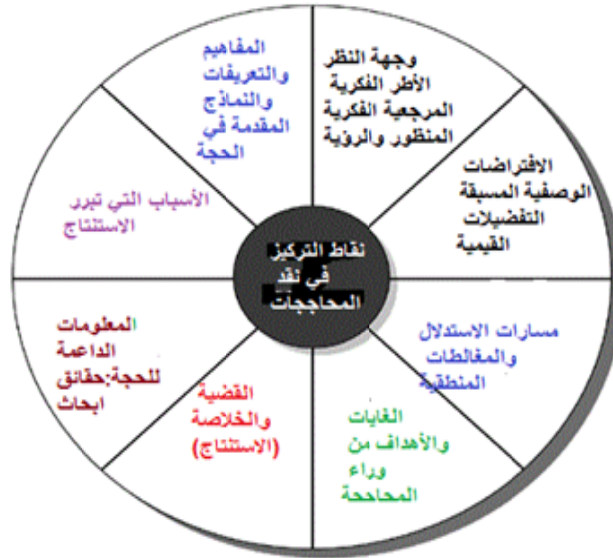 نقاط التركيز
في نقد
المحاججات
وجهة النظر
الأطر الفكرية
المرجعية الفكرية
المنظور والرؤية
الافتراضات
الوصفية المسبقة
التفضيلات
القيمية
مسارات الاستدلال
والمغالطات
المنطقية
الغايات
والأهداف من
وراء
المحاججة
القضية
والخلاصة
(الاستنتاج)
المعلومات
الداعمة
للحجة:حقائق
ابحاث
الأسباب التي تبرر
الاستنتاج
المفاهيم
والتعريفات
والنماذج
المقدمة في
الحجة